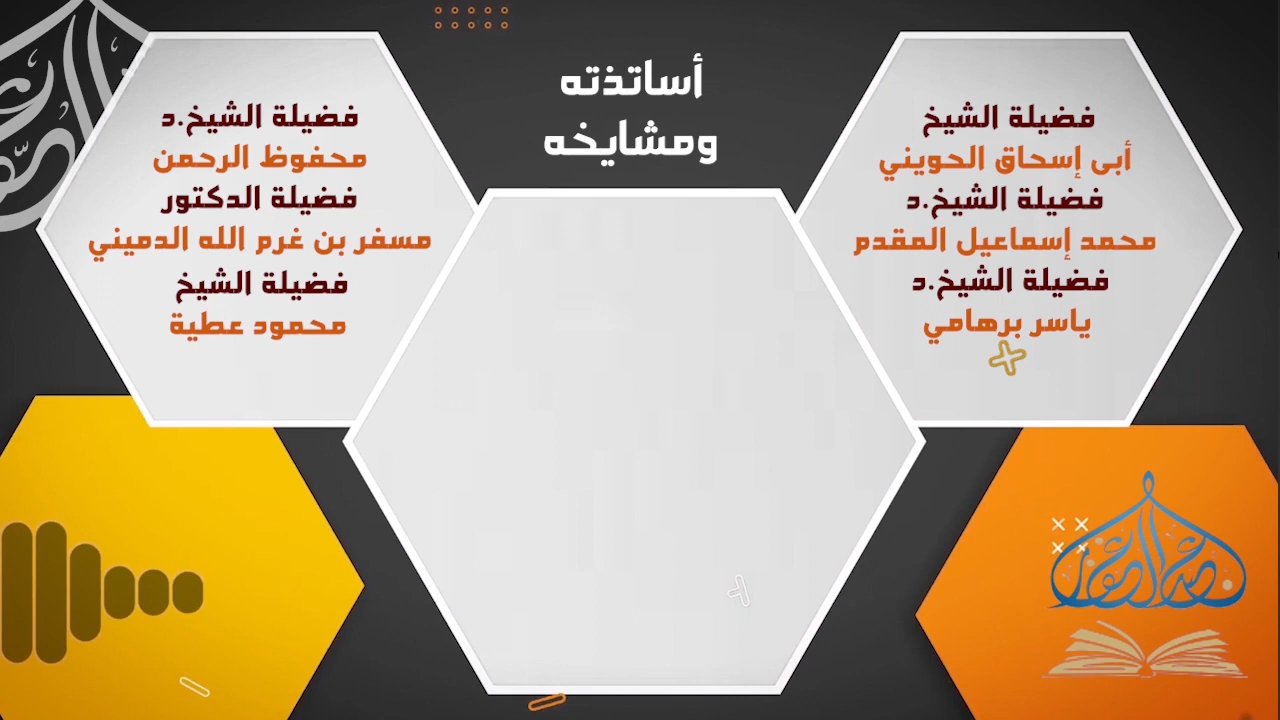 أساتذته
ومشايخه
فضيلة الشيخ
أبى إسحاق الحويني
فضيلة الشيخ.د
محمد إسماعيل المقدم
فضيلة الشيخ.د
ياسر برهامي
فضيلة الشيخ.د
محفوظ الرحمن
فضيلة الدكتور
مسفر بن غرم الله الدميني
فضيلة الشيخ
محمود عطية